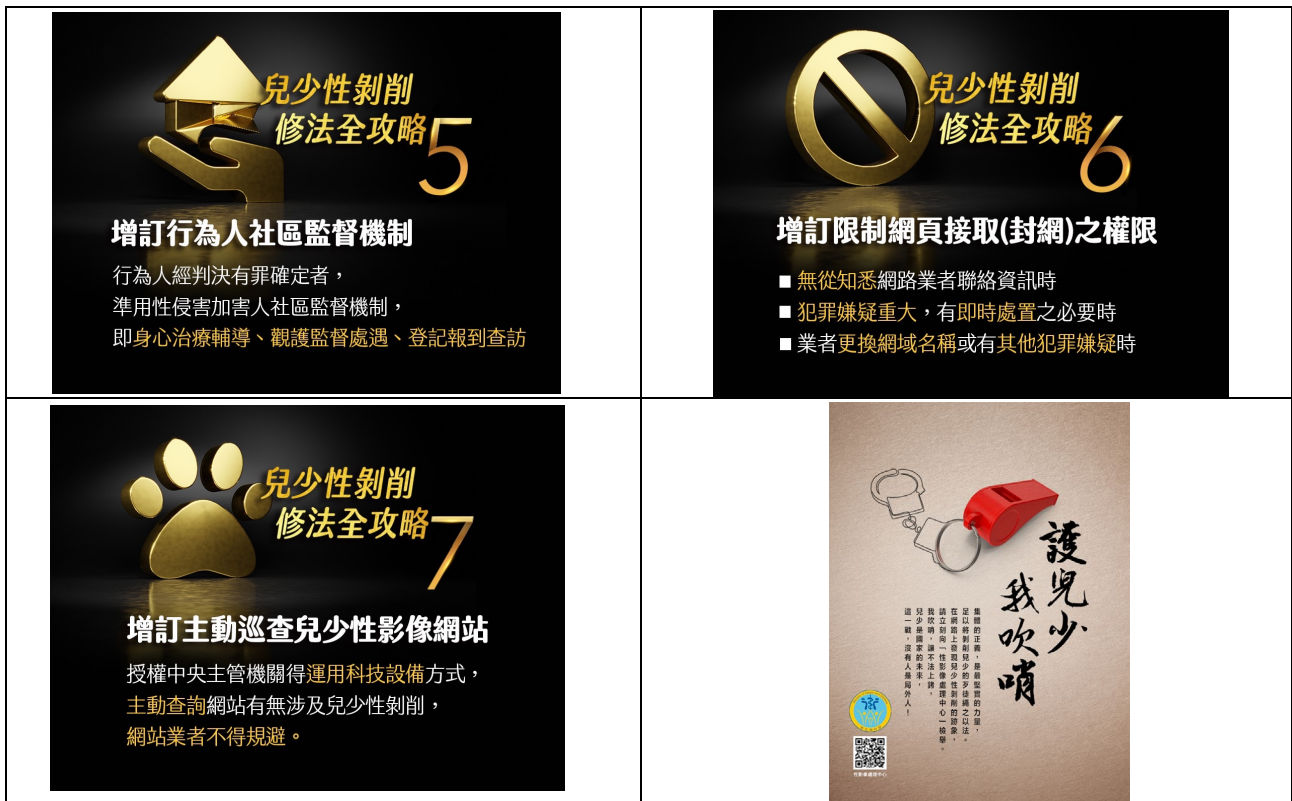 兒少性剝削
修法全攻略5
增訂行為人社區監督機制
行為人經判決有罪確定者，
準用性侵害加害人社區監督機制，
即身心治療輔導、觀護監督處遇、登記報到查訪
兒少性剝削
修法全攻略6
增訂限制網頁接取(封網)之權限
■ 無從知悉網路業者聯絡資訊時
■ 犯罪嫌疑重大，有即時處置之必要時
■ 業者更換網域名稱或有其他犯罪嫌疑時
兒少性剝削
修法全攻略7
增訂主動巡查兒少性影像網站
授權中央主管機關得運用科技設備方式，
主動查詢網站有無涉及兒少性剝削，
網站業者不得規避。
護兒少
我吹哨
集體的正義，是最堅實的力量，
足以將剝削兒少的歹徒繩之以法。
在網路上發現兒少性剝削的跡象，
請立刻向「性影像處理中心」檢舉。
我吹哨，讓不法上銬，
兒少是國家的未來，
這一戰，沒有人是局外人！
性影像處理中心